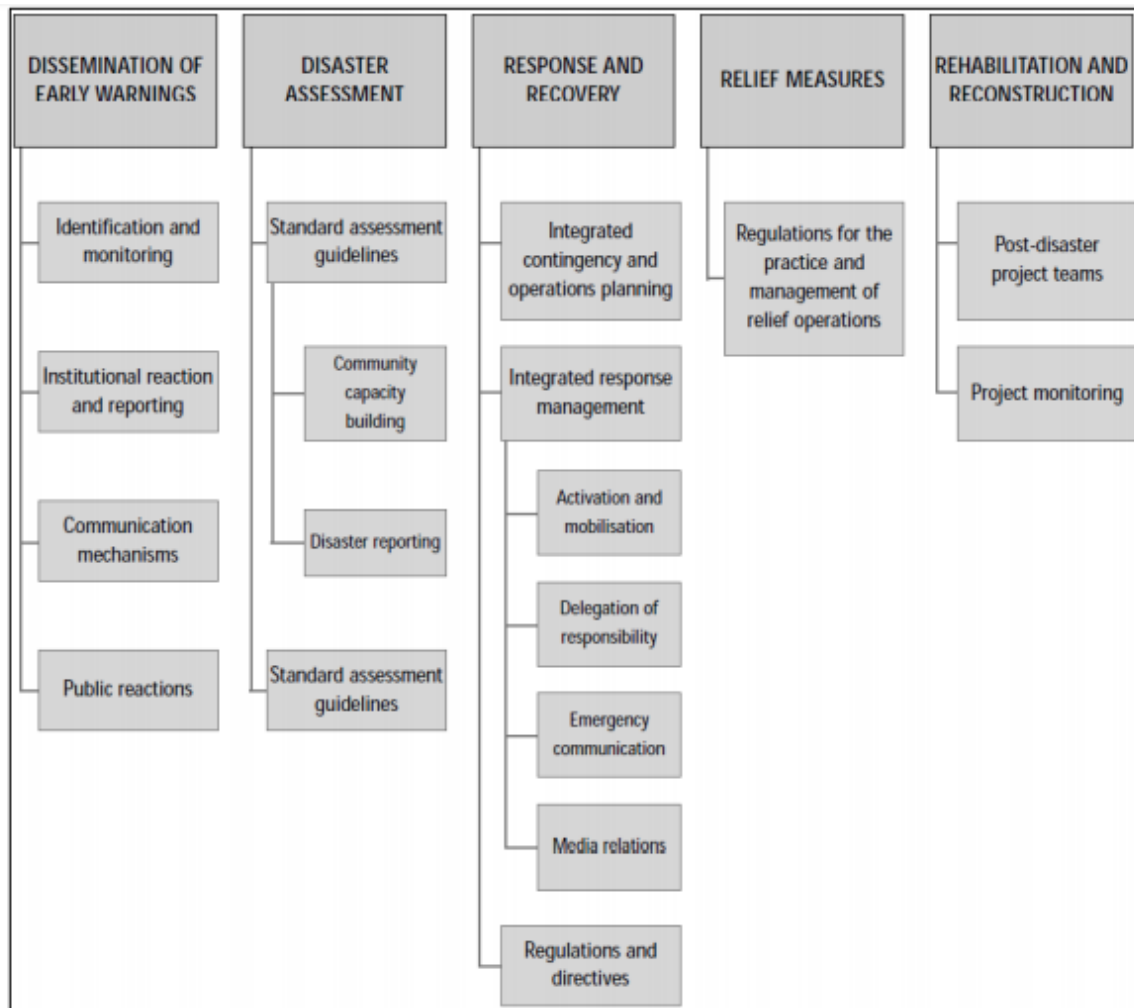 DISSEMINATION OF
EARLY WARNINGS
Identification and
monitoring
Institutional reaction
and reporting
Communication
mechanisms
Public reactions
DISASTER
ASSESSMENT
Standard assessment
guidelines
Community
capacity
building
Disaster reporting
Standard assessment
guidelines
RESPONSE AND
RECOVERY
Integrated
contingency and
operations planning
Integrated response
management
Activation and
mobilisation
Delegation of
responsibility
Emergency
communication
Media relations
Regulations and
directives
RELIEF MEASURES
Regulations for the
practice and
management of
relief operations
REHABILITATION AND
RECONSTRUCTION
Post-disaster
project teams
Project monitoring